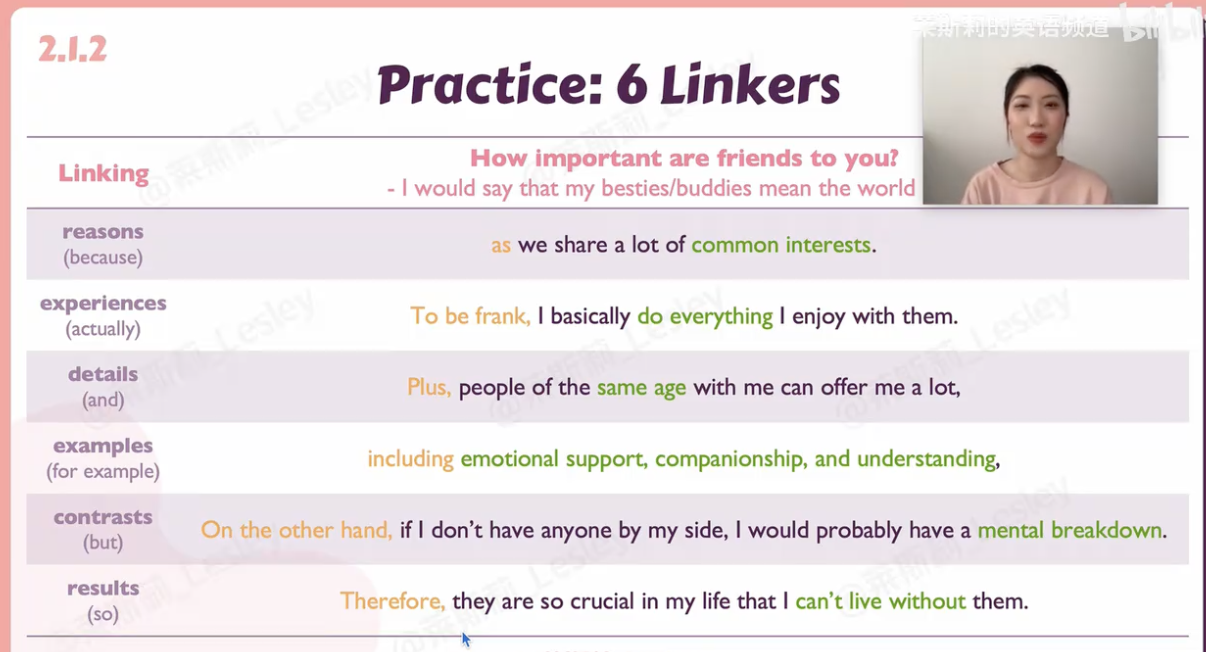 莱斯莉的英语频道 bilibili
2.1.2
Practice: 6 Linkers
Linking
How important are friends to you?
- I would say that my besties/buddies mean the world
reasons
(because)
as we share a lot of common interests.
experiences
(actually)
To be frank, I basically do everything I enjoy with them.
details
(and)
Plus, people of the same age with me can offer me a lot,
examples
(for example)
including emotional support, companionship, and understanding,
contrasts
(but)
On the other hand, if I don't have anyone by my side, I would probably have a mental breakdown.
results
(so)
Therefore, they are so crucial in my life that I can't live without them.
@莱斯莉_Lesley